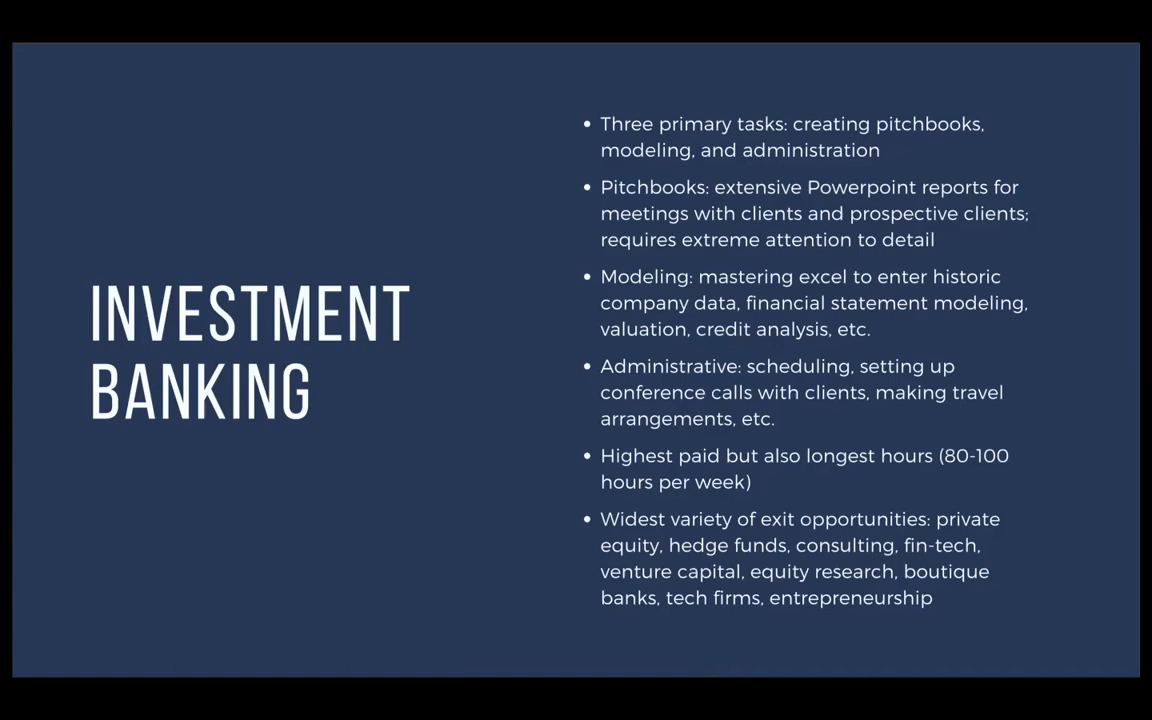 INVESTMENT
BANKING
Three primary tasks: creating pitchbooks,
modeling, and administration
Pitchbooks: extensive Powerpoint reports for
meetings with clients and prospective clients;
requires extreme attention to detail
Modeling: mastering excel to enter historic
company data, financial statement modeling,
valuation, credit analysis, etc.
Administrative: scheduling, setting up
conference calls with clients, making travel
arrangements, etc.
Highest paid but also longest hours (80-100
hours per week)
Widest variety of exit opportunities: private
equity, hedge funds, consulting, fin-tech,
venture capital, equity research, boutique
banks, tech firms, entrepreneurship